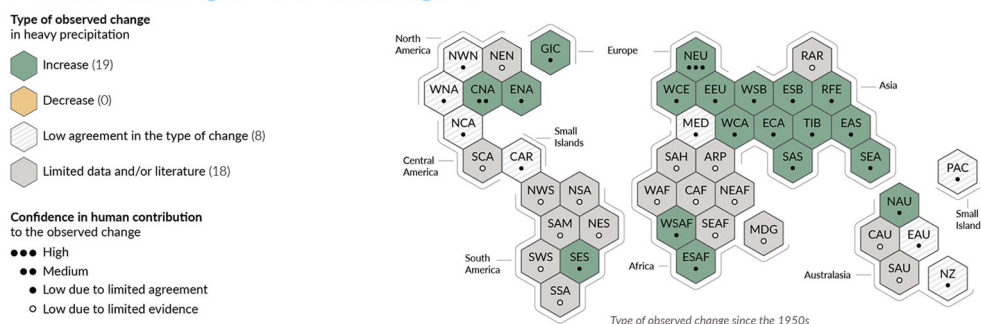 Type of observed change
in heavy precipitation
Increase (19)
Decrease (0)
Low agreement in the type of change (8)
Limited data and/or literature (18)
Confidence in human contribution
to the observed change
High
Medium
Low due to limited agreement
Low due to limited evidence
North
America
NWN
NEN
GIC
Europe
NEU
RAR
WNA
CNA
ENA
WCE
EEU
WSB
ESB
RFE
Asia
NCA
MED
WCA
ECA
TIB
EAS
Small
Islands
Central
America
SCA
CAR
SAH
ARP
SAS
SEA
PAC
NWS
NSA
WAF
CAF
NEAF
NAU
Small
Island
SAM
NES
WSAF
SEAF
MDG
CAU
EAU
South
America
SWS
SES
Africa
ESAF
Australasia
SAU
NZ
SSA
Type of observed change since the 1950s